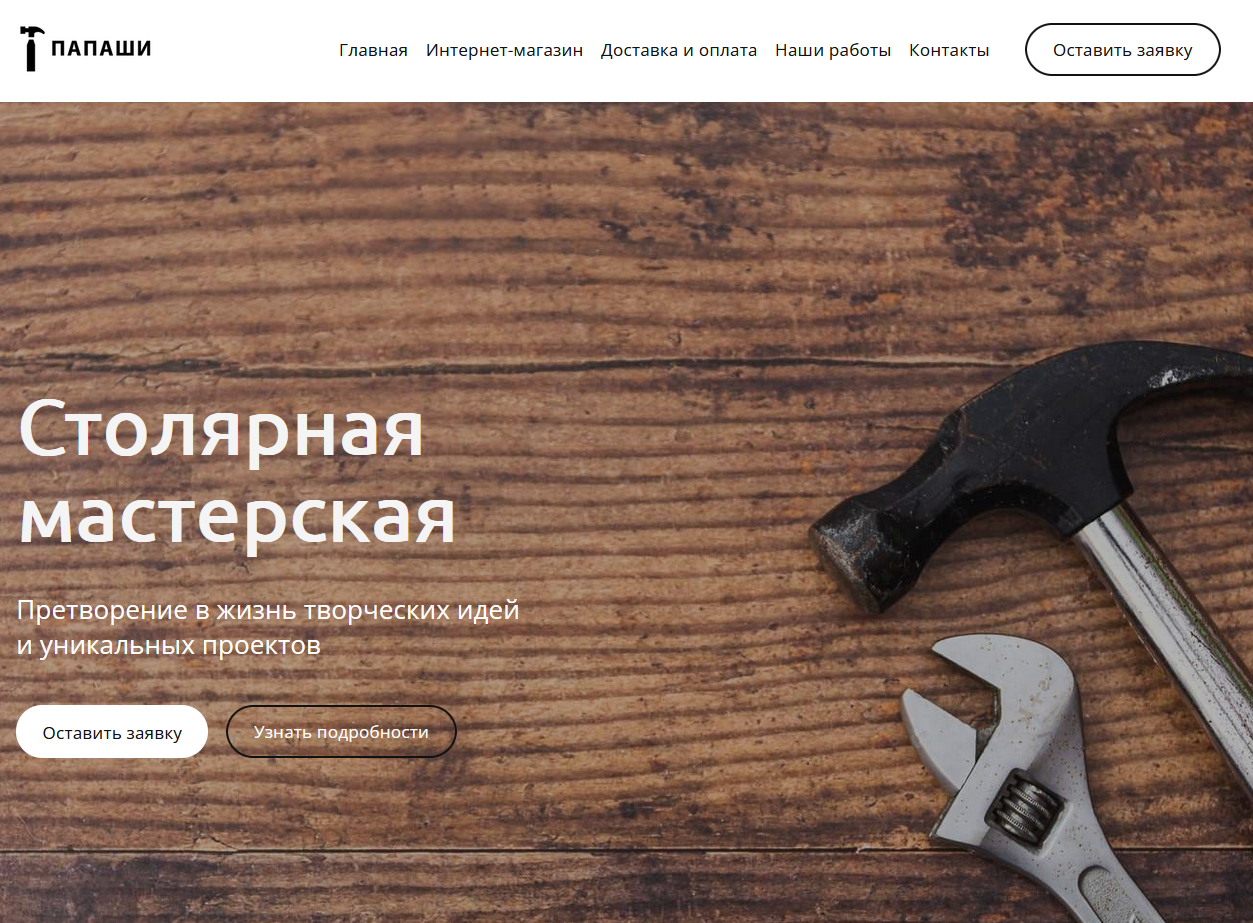 ПАПАШИ
Главная Интернет-магазин Доставка и оплата Наши работы Контакты Оставить заявку
Столярная
мастерская
Претворение в жизнь творческих идей
и уникальных проектов
Оставить заявку Узнать подробности